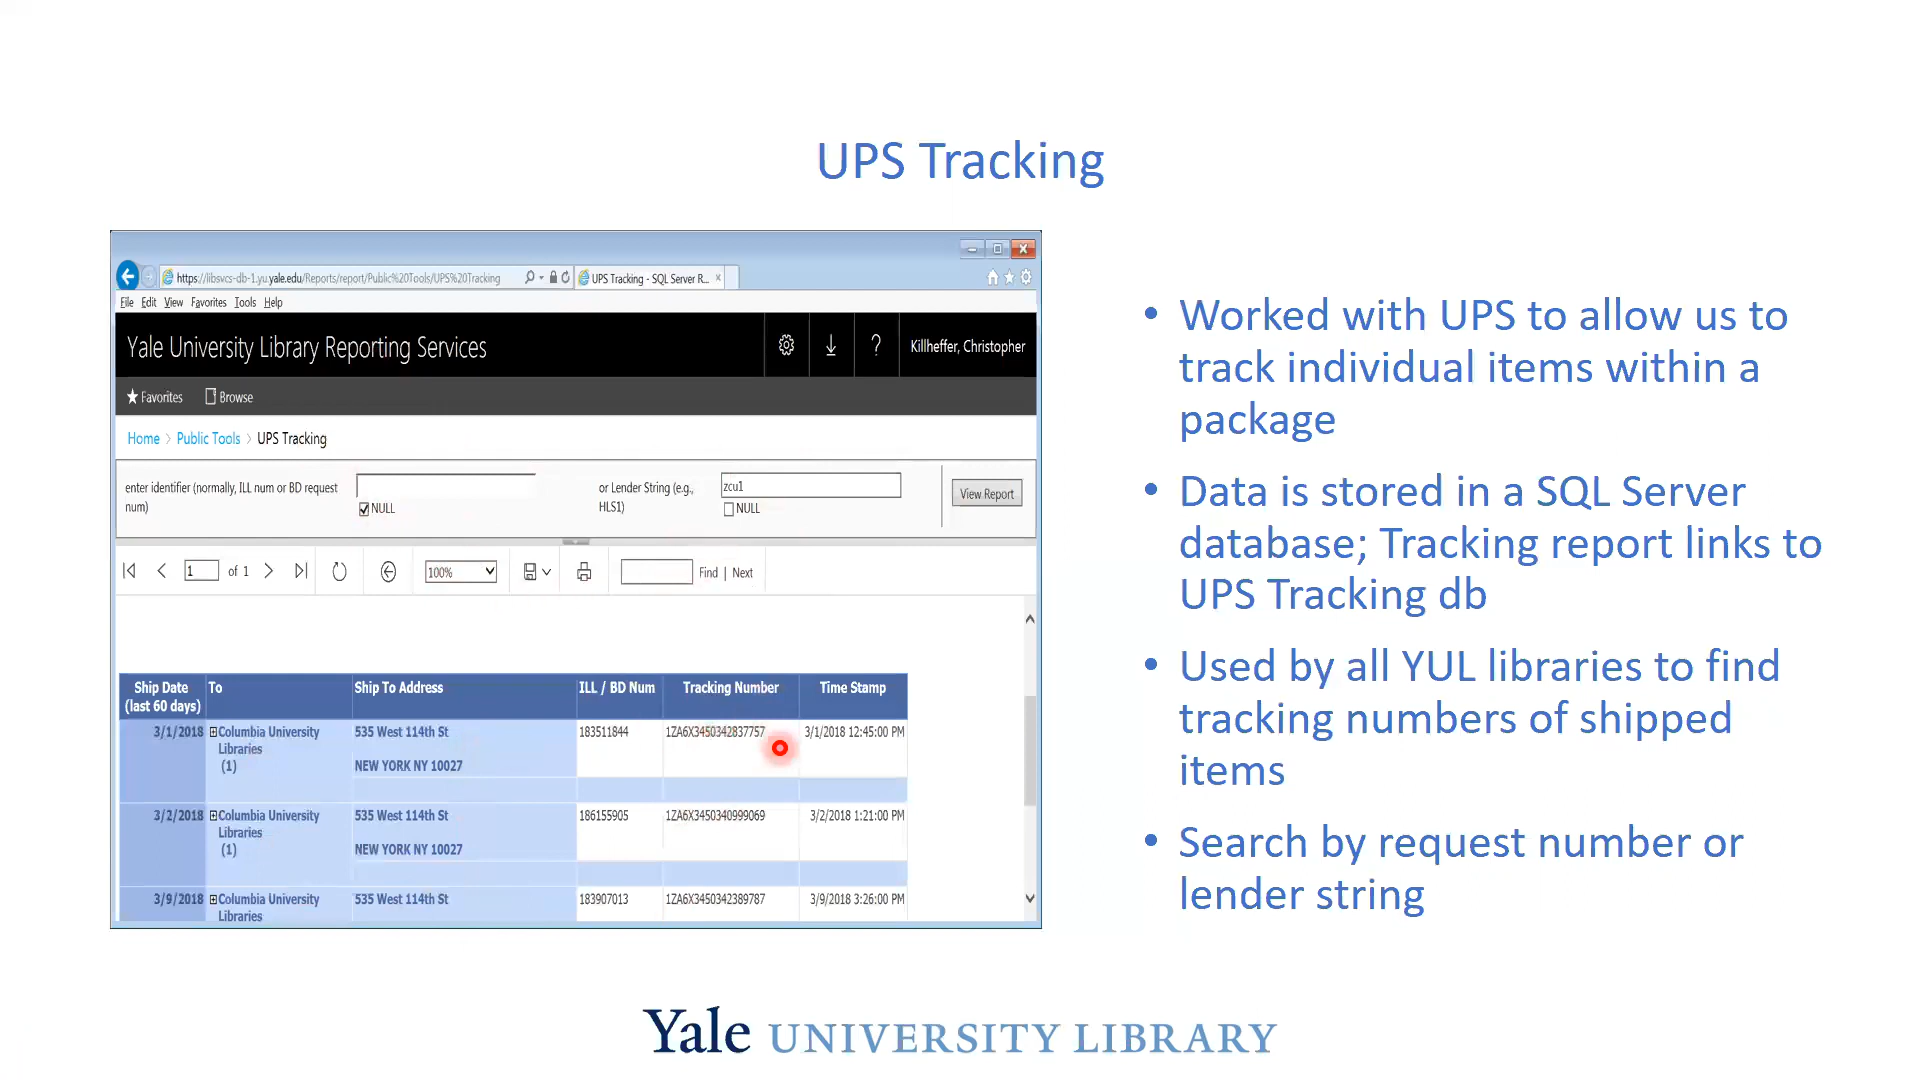 UPS Tracking
https://libsvcs-db-1.yu.yale.edu/Reports/report/Public%20Tools/UPS%20Tracking
UPS Tracking - SQL Server R...
File Edit View Favorites Tools Help
Yale University Library Reporting Services
Killheffer, Christopher
Favorites Browse
Home > Public Tools > UPS Tracking
enter identifier (normally, ILL num or BD request
num)
NULL
or Lender String (e.g.,
HLS1)
zcu1
NULL
View Report
1 of 1
100%
Find | Next
Ship Date
(last 60 days)
To
Ship To Address
ILL / BD Num
Tracking Number
Time Stamp
3/1/2018
Columbia University
Libraries
(1)
535 West 114th St
NEW YORK NY 10027
183511844
1ZA6X3450342837757
3/1/2018 12:45:00 PM
3/2/2018
Columbia University
Libraries
(1)
535 West 114th St
NEW YORK NY 10027
186155905
1ZA6X3450340999069
3/2/2018 1:21:00 PM
3/9/2018
Columbia University
Libraries
535 West 114th St
183907013
1ZA6X3450342389787
3/9/2018 3:26:00 PM
• Worked with UPS to allow us to
track individual items within a
package
• Data is stored in a SQL Server
database; Tracking report links to
UPS Tracking db
• Used by all YUL libraries to find
tracking numbers of shipped
items
• Search by request number or
lender string
Yale UNIVERSITY LIBRARY